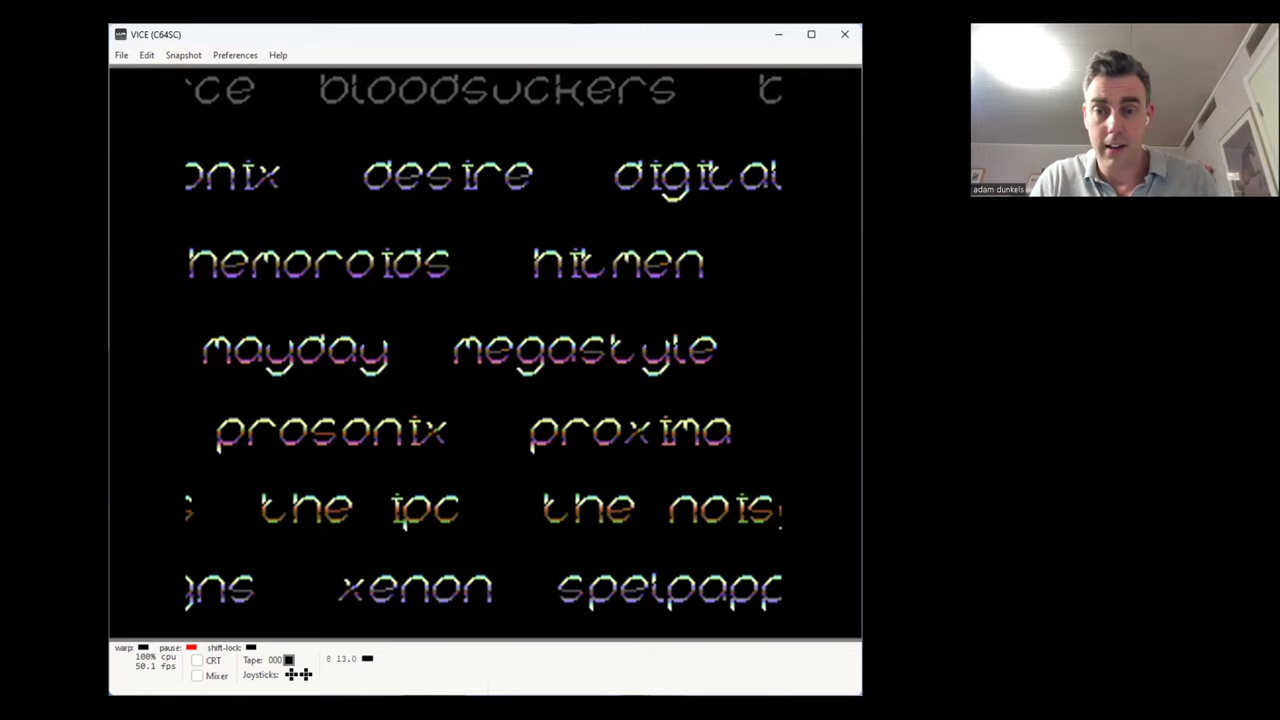 VICE (C64SC)
File Edit Snapshot Preferences Help
bloodsuckers
desire digital
hemoroids hitmen
mayday megastyle
prosonix proxima
the ipc the
xenon
warp: pause: shift-lock:
100% cpu
50.1 fps
CRT
Mixer
Tape: 000
Joysticks:
8 13.0
adam dunkels